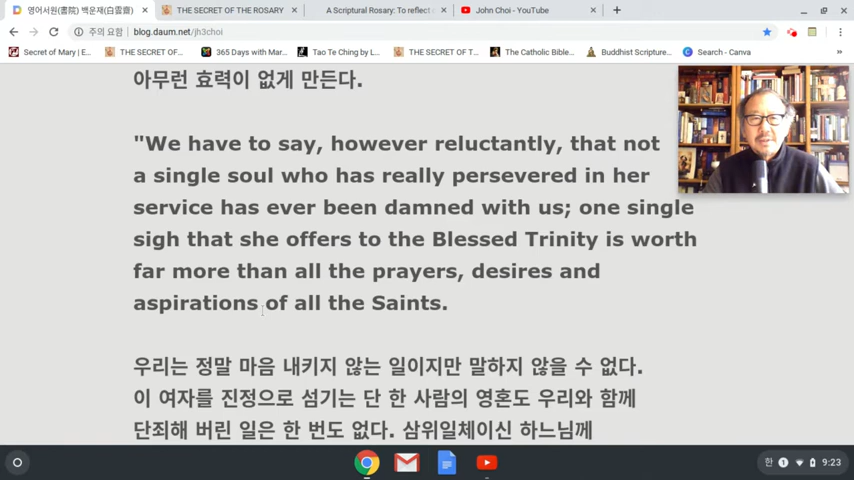 영어서원(書院) 백운재(白雲齋)
THE SECRET OF THE ROSARY
A Scriptural Rosary: To reflect
John Choi - YouTube
주의 요함
blog.daum.net/jh3choi
Secret of Mary | E...
THE SECRET OF...
365 Days with Mar...
Tao Te Ching by L...
THE SECRET OF T...
The Catholic Bible...
Buddhist Scripture...
Search - Canva
»
아무런 효력이 없게 만든다.
"We have to say, however reluctantly, that not
a single soul who has really persevered in her
service has ever been damned with us; one single
sigh that she offers to the Blessed Trinity is worth
far more than all the prayers, desires and
aspirations of all the Saints.
우리는 정말 마음 내키지 않는 일이지만 말하지 않을 수 없다.
이 여자를 진정으로 섬기는 단 한 사람의 영혼도 우리와 함께
단죄해 버린 일은 한 번도 없다. 삼위일체이신 하느님께
한 1 9:23